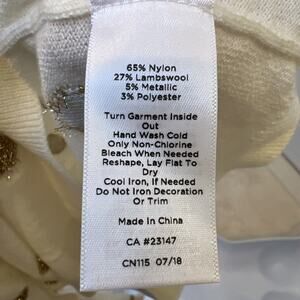 65% Nylon
27% Lambswool
5% Metallic
3% Polyester
Turn Garment Inside
Out
Hand Wash Cold
Only Non-Chlorine
Bleach When Needed
Reshape, Lay Flat To
Dry
Cool Iron, If Needed
Do Not Iron Decoration
Or Trim
Made In China
CA #23147
CN115 07/18